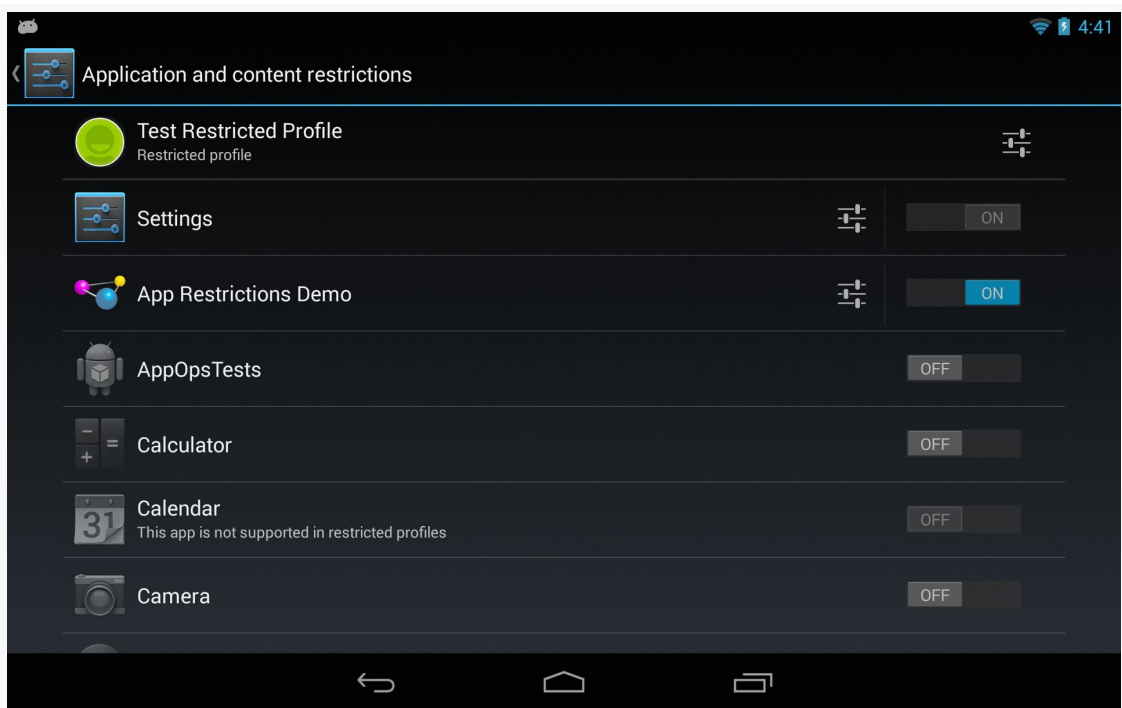 4:41
Application and content restrictions
Test Restricted Profile
Restricted profile
Settings
ON
App Restrictions Demo
ON
AppOpsTests
OFF
Calculator
OFF
31
Calendar
This app is not supported in restricted profiles
OFF
Camera
OFF